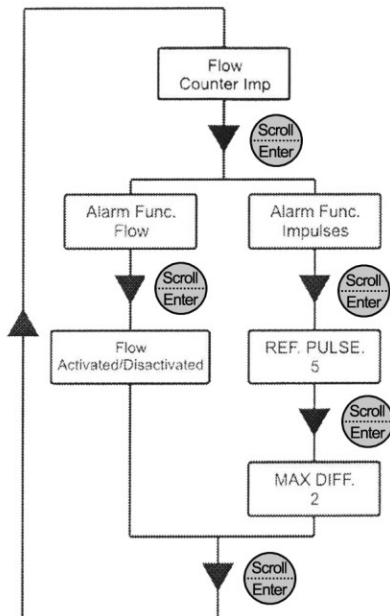 Flow
Counter Imp
Scroll
Enter
Alarm Func.
Flow
Alarm Func.
Impulses
Scroll
Enter
Scroll
Enter
Flow
Activated/Disactivated
REF. PULSE.
5
Scroll
Enter
MAX DIFF.
2
Scroll
Enter